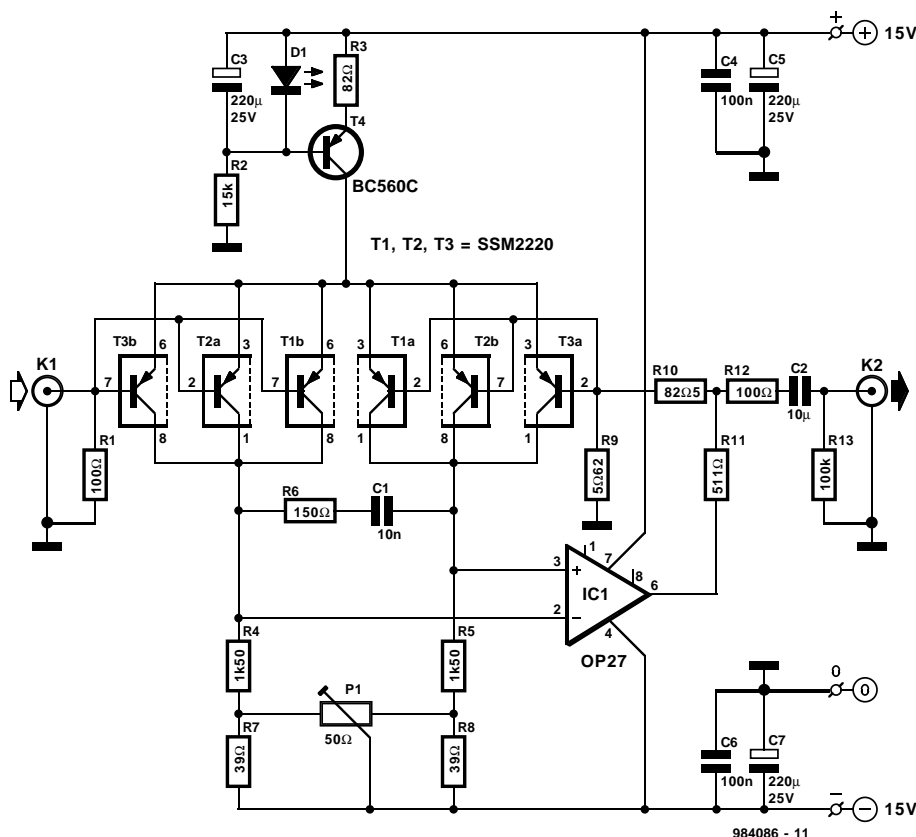 +
+
15V
C3
220µ
25V
D1
R3
82Ω
T4
BC560C
R2
15k
C4
100n
C5
220µ
25V
T1, T2, T3 = SSM2220
K1
T3b
6
7
8
T2a
3
2
1
T1b
6
7
8
T1a
3
2
1
T2b
6
7
8
T3a
3
2
1
R10
82Ω5
R12
100Ω
C2
10µ
K2
R1
100Ω
R9
5Ω62
R11
511Ω
R13
100k
R6
150Ω
C1
10n
3
+
2
−
1
7
8
6
4
IC1
OP27
R4
1k50
R5
1k50
P1
50Ω
R7
39Ω
R8
39Ω
0
0
C6
100n
C7
220µ
25V
−
−
15V
984086 - 11